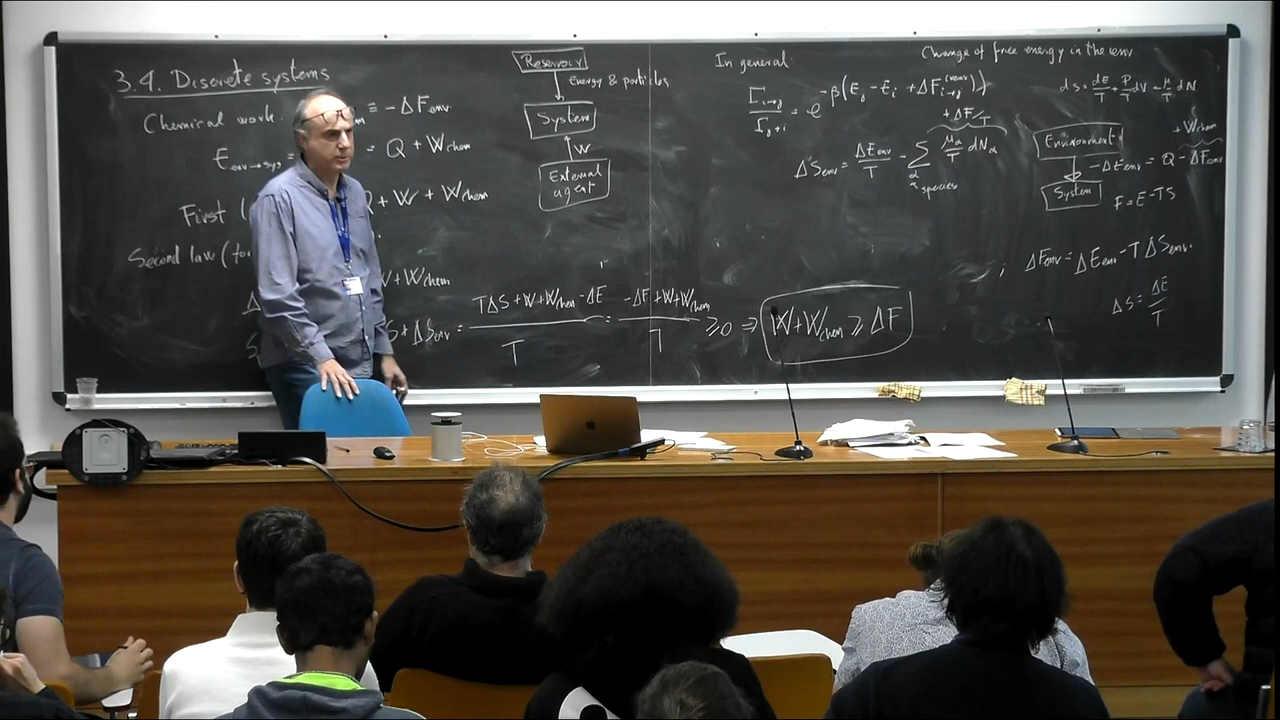 3.4. Discrete systems
Chemical work: ≡ -ΔF_env
E_env→sys = = Q + W_chem
First ( + W + W_chem
Second law (
W + W_chem
+ ΔS_env = (TΔS + W + W_chem - ΔE)/T = (-ΔF + W + W_chem)/T ≥ 0 ⇒ W + W_chem ≥ ΔF
Reservoir
Energy & particles
System
W
External
agent
In general:
Γ_i→j / Γ_j→i = e^{-β(E_j - E_i + ΔF_i→j^(env))}
+ΔF/T
ΔS_env = ΔE_env/T - Σ_α μ_α/T dN_α
α species
Change of free energy in the env
dS = dE/T + P/T dV - μ/T dN
Environment
System
+ W_chem
-ΔE_env = Q - ΔF_env
F = E - TS
; ΔF_env = ΔE_env - TΔS_env.
ΔS = ΔE/T